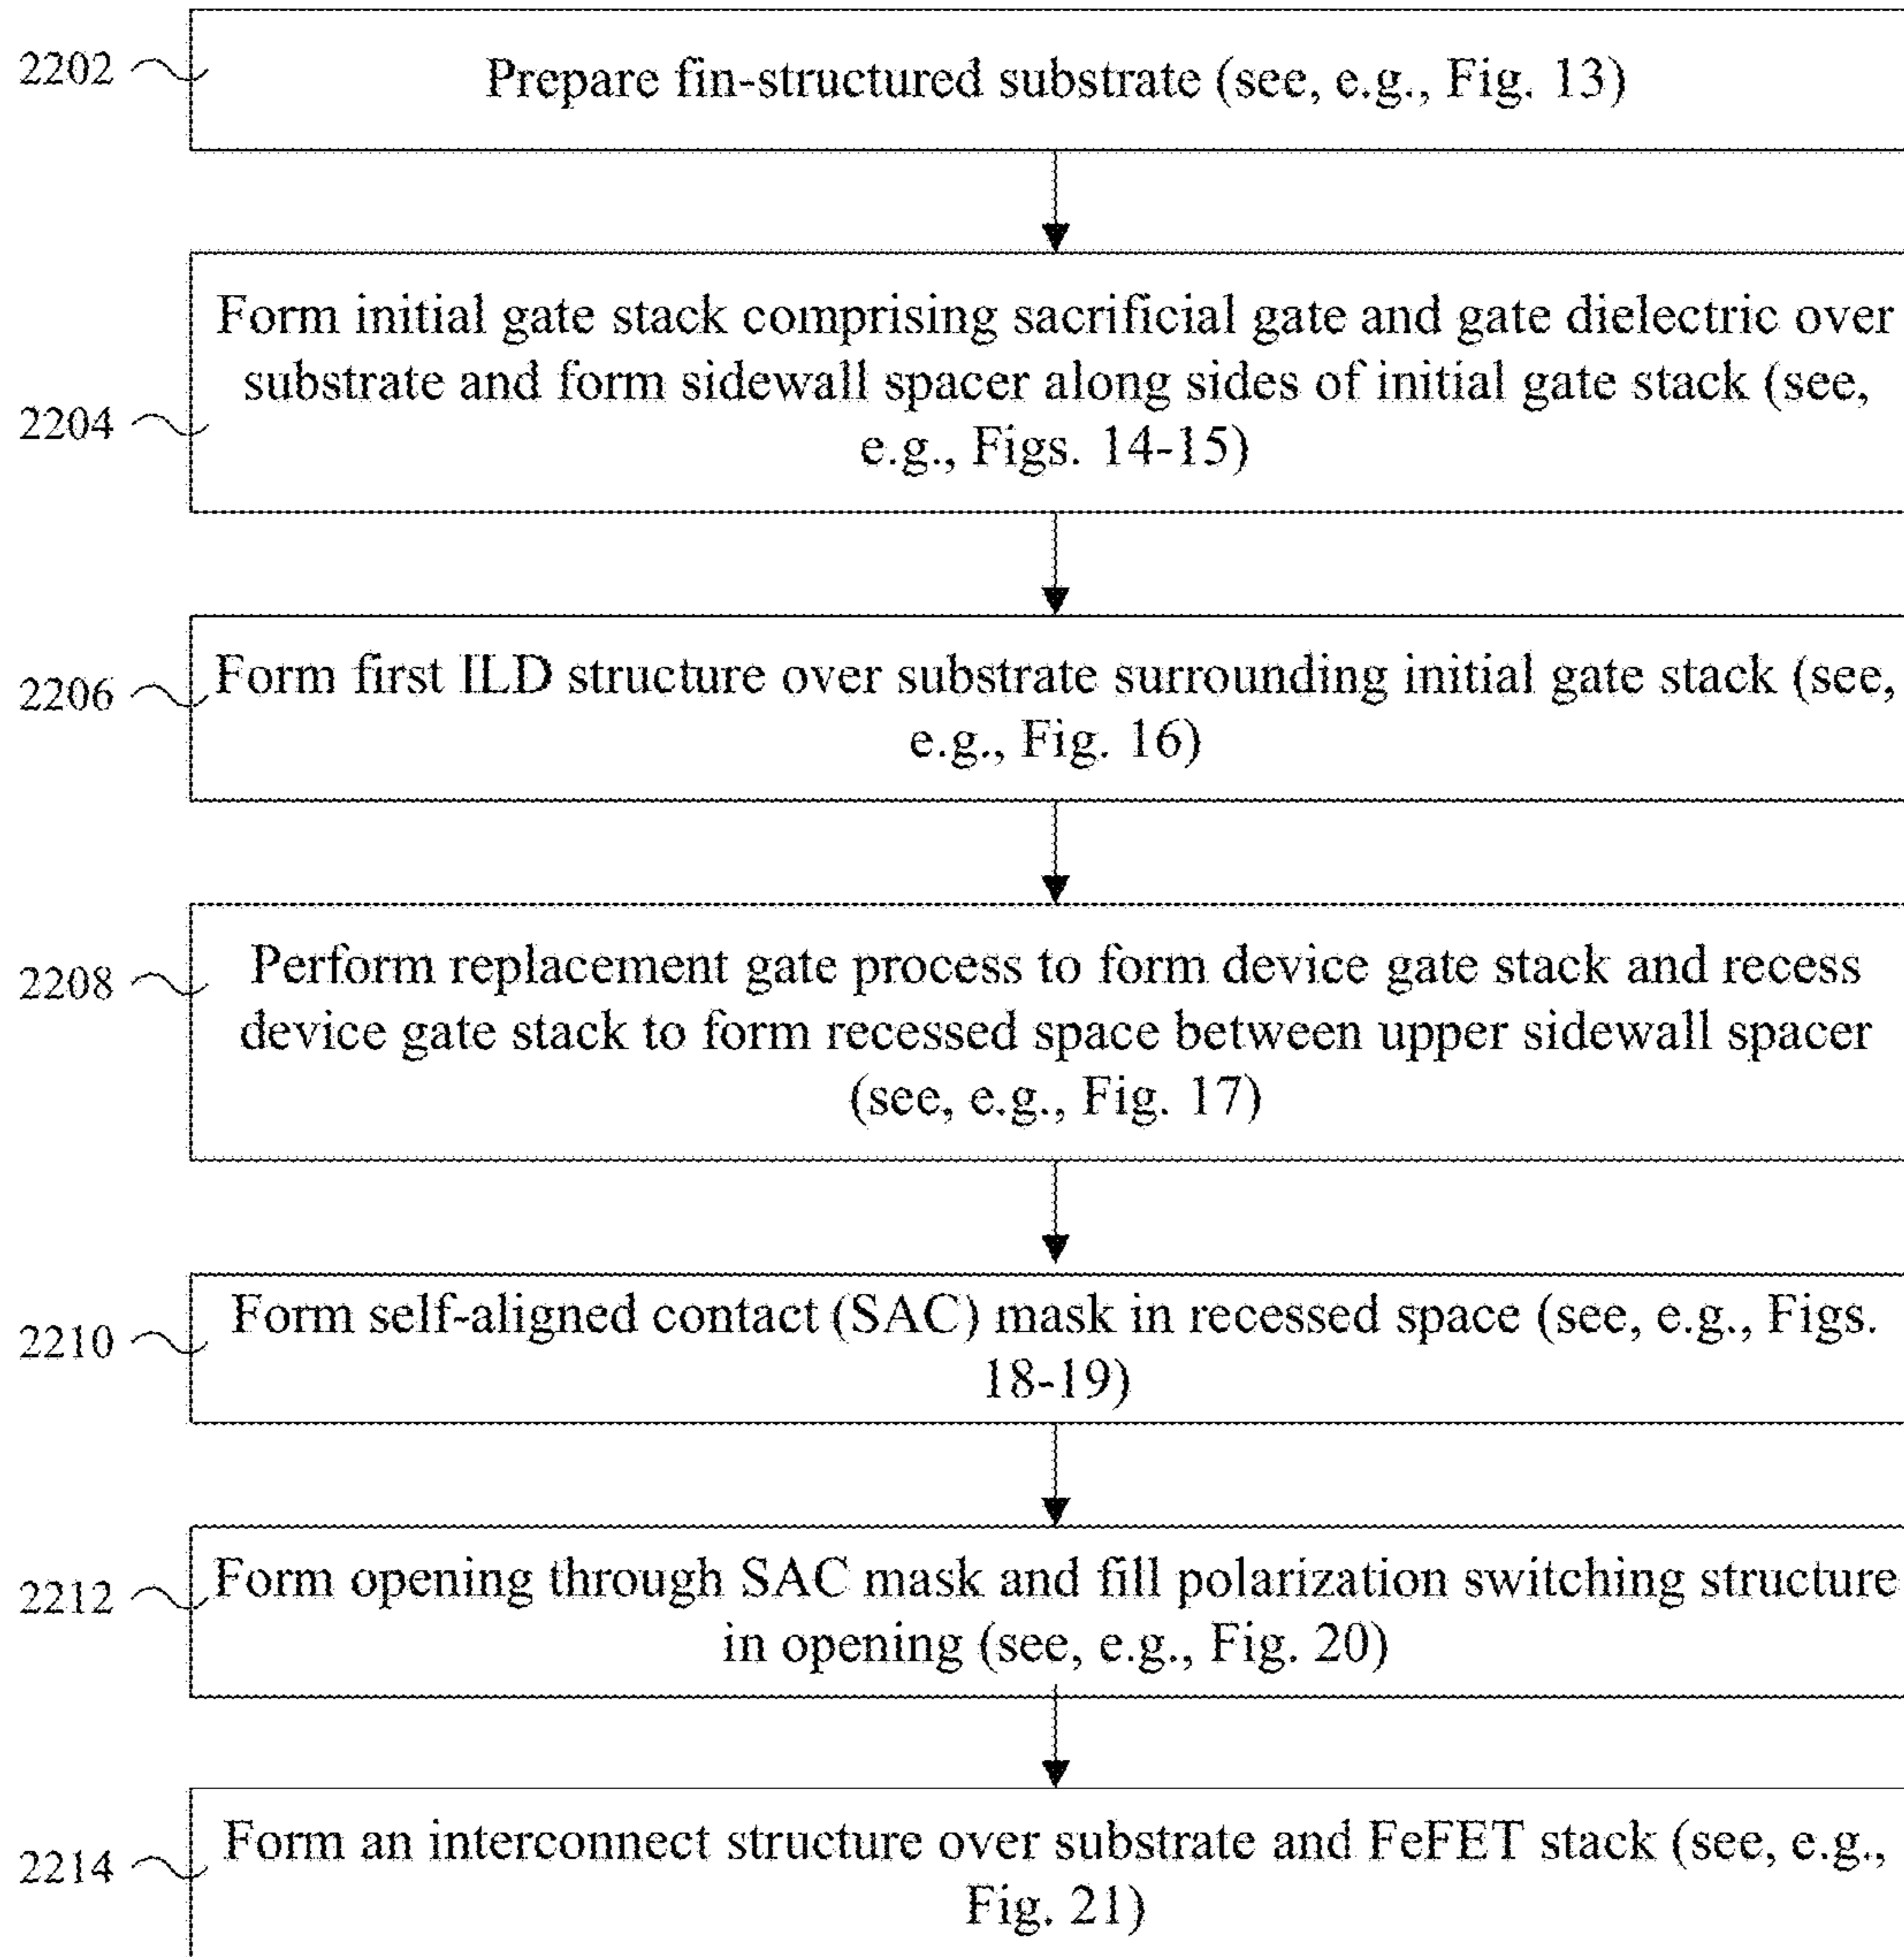 2202
Prepare fin-structured substrate (see, e.g., Fig. 13)
Form initial gate stack comprising sacrificial gate and gate dielectric over
substrate and form sidewall spacer along sides of initial gate stack (see,
2204
e.g., Figs. 14-15)
Form first ILD structure over substrate surrounding initial gate stack (see,
2206
e.g., Fig. 16)
Perform replacement gate process to form device gate stack and recess
2208
device gate stack to form recessed space between upper sidewall spacer
(see, e.g., Fig. 17)
Form self-aligned contact (SAC) mask in recessed space (see, e.g., Figs.
2210
18-19)
Form opening through SAC mask and fill polarization switching structure
2212
in opening (see, e.g., Fig. 20)
Form an interconnect structure over substrate and FeFET stack (see, e.g.,
2214
Fig. 21)